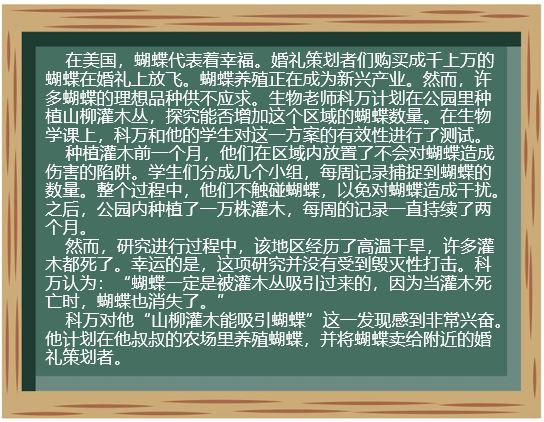 在美国，蝴蝶代表着幸福。婚礼策划者们购买成千上万的
蝴蝶在婚礼上放飞。蝴蝶养殖正在成为新兴产业。然而，许
多蝴蝶的理想品种供不应求。生物老师科万计划在公园里种
植山柳灌木丛，探究能否增加这个区域的蝴蝶数量。在生物
学课上，科万和他的学生对这一方案的有效性进行了测试。
种植灌木前一个月，他们在区域内放置了不会对蝴蝶造成
伤害的陷阱。学生们分成几个小组，每周记录捕捉到蝴蝶的
数量。整个过程中，他们不触碰蝴蝶，以免对蝴蝶造成干扰。
之后，公园内种植了一万株灌木，每周的记录一直持续了两
个月。
然而，研究进行过程中，该地区经历了高温干旱，许多灌
木都死了。幸运的是，这项研究并没有受到毁灭性打击。科
万认为：“蝴蝶一定是被灌木丛吸引过来的，因为当灌木死
亡时，蝴蝶也消失了。”
科万对他“山柳灌木能吸引蝴蝶”这一发现感到非常兴奋。
他计划在他叔叔的农场里养殖蝴蝶，并将蝴蝶卖给附近的婚
礼策划者。